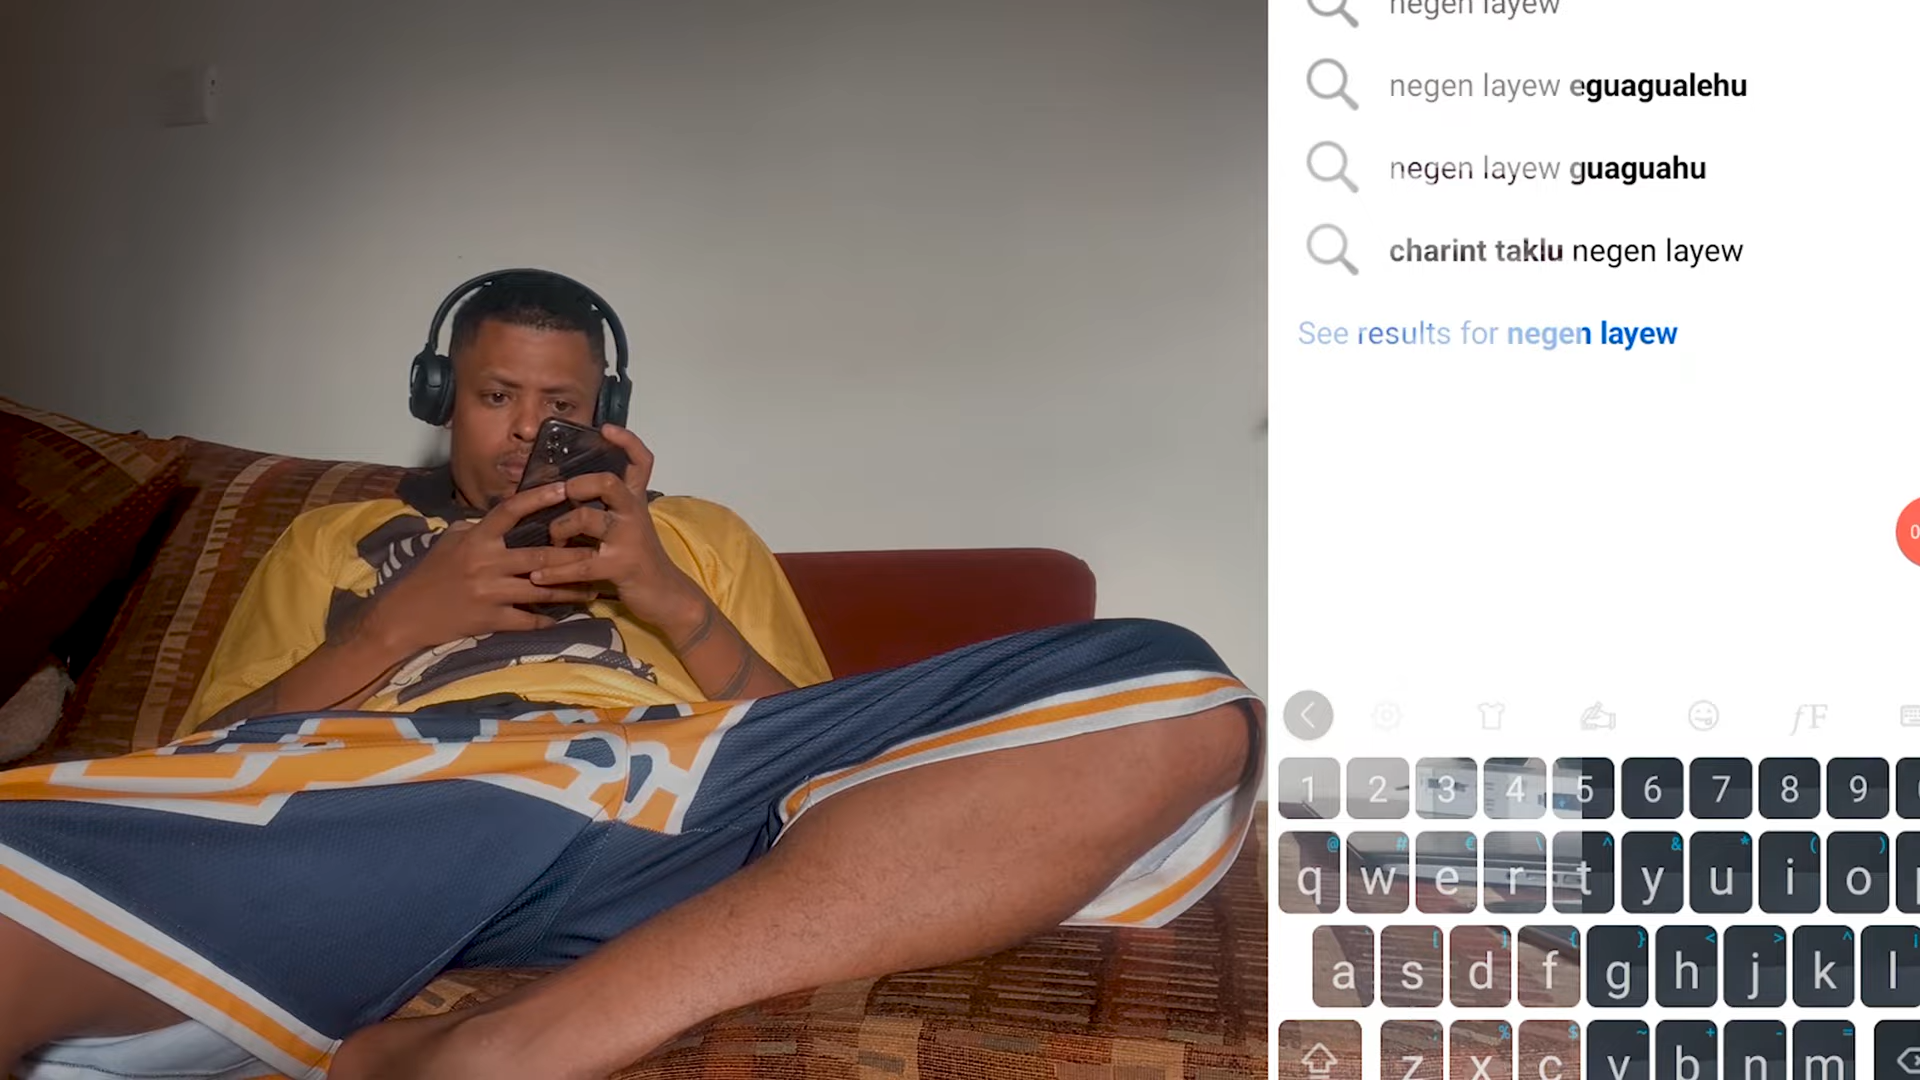 negen layew
negen layew eguagualehu
negen layew guaguahu
charint taklu negen layew
See results for negen layew
fF
1 2 3 4 5 6 7 8 9
@ # € \ ^ & * ( )
q w e r t y u i o
[ ] { } < > ^
a s d f g h j k l
% $ ~ + - =
z x c v b n m